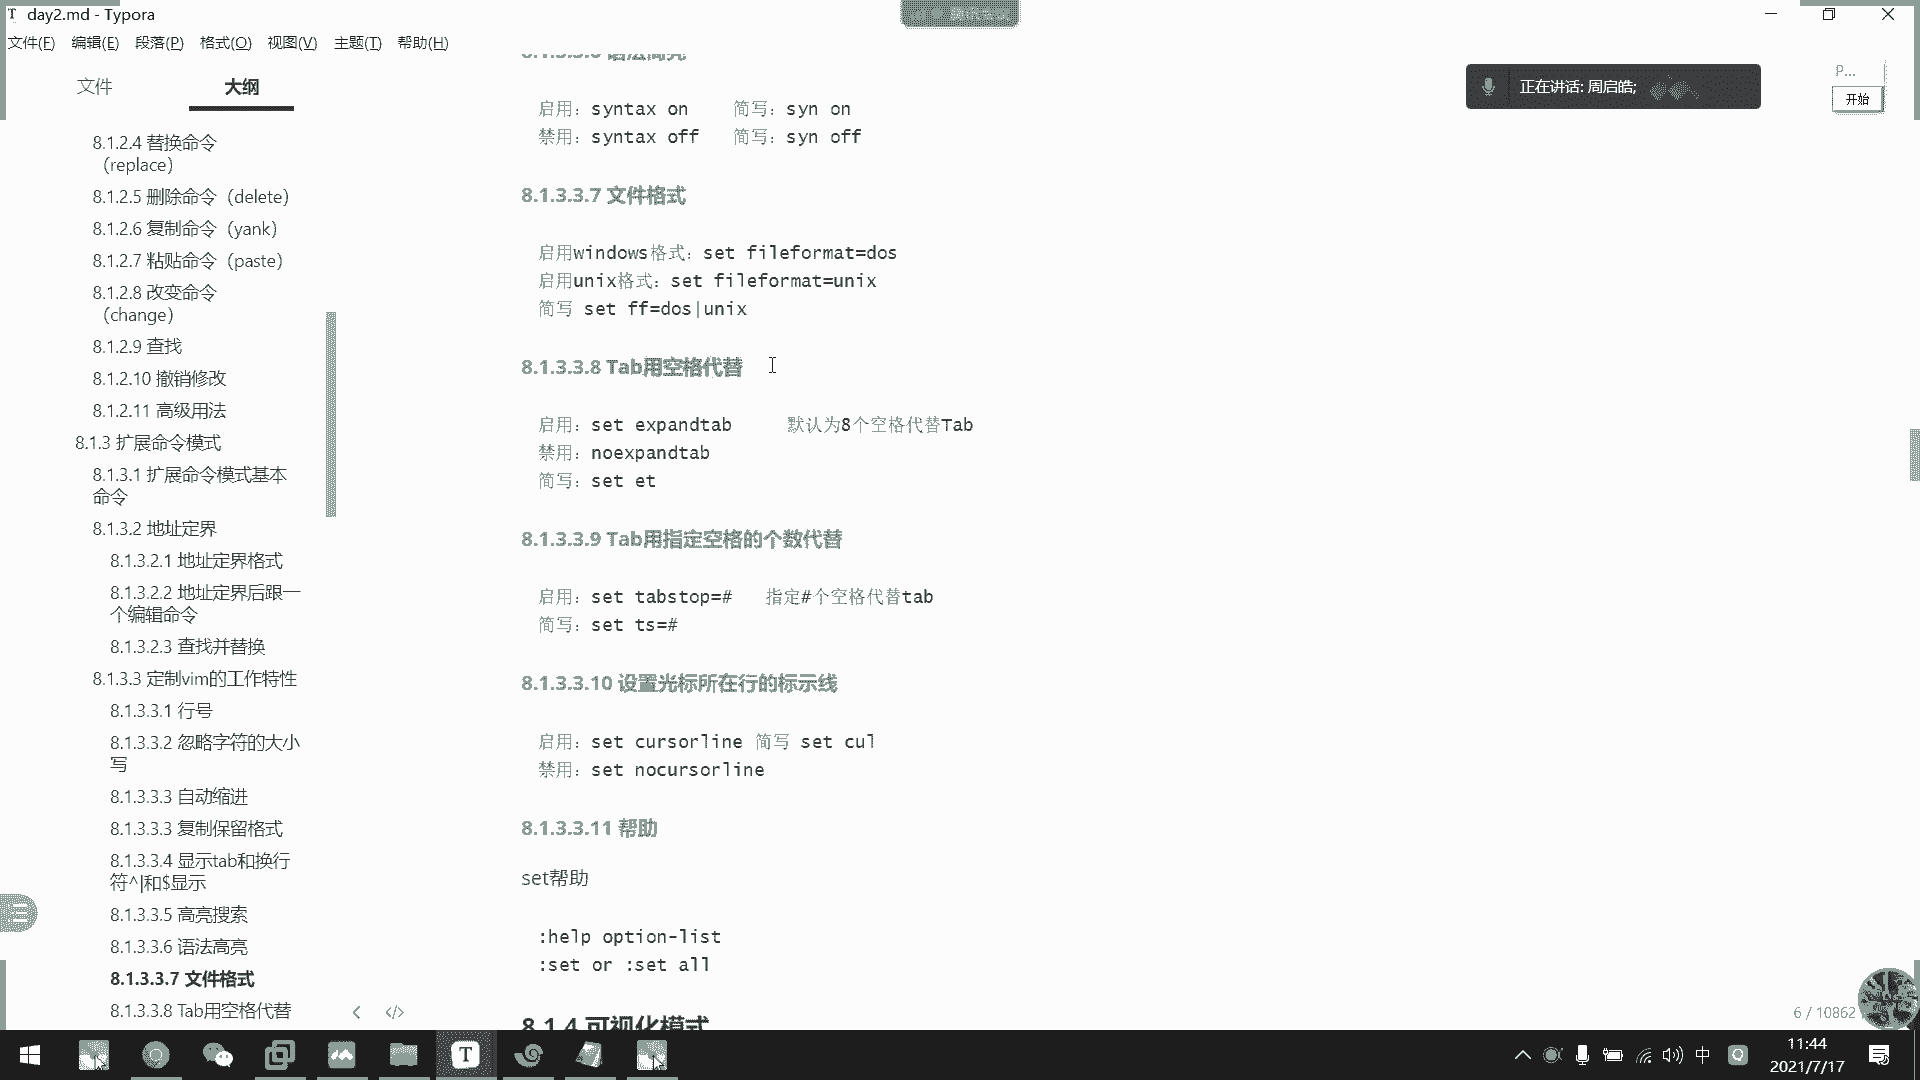 day2.md - Typora
文件(F) 编辑(E) 段落(P) 格式(O) 视图(V) 主题(T) 帮助(H)
文件 大纲
8.1.2.4 替换命令
（replace）
8.1.2.5 删除命令（delete）
8.1.2.6 复制命令（yank）
8.1.2.7 粘贴命令（paste）
8.1.2.8 改变命令
（change）
8.1.2.9 查找
8.1.2.10 撤销修改
8.1.2.11 高级用法
8.1.3 扩展命令模式
8.1.3.1 扩展命令模式基本
命令
8.1.3.2 地址定界
8.1.3.2.1 地址定界格式
8.1.3.2.2 地址定界后跟一
个编辑命令
8.1.3.2.3 查找并替换
8.1.3.3 定制vim的工作特性
8.1.3.3.1 行号
8.1.3.3.2 忽略字符的大小
写
8.1.3.3.3 自动缩进
8.1.3.3.3 复制保留格式
8.1.3.3.4 显示tab和换行
符^|和$显示
8.1.3.3.5 高亮搜索
8.1.3.3.6 语法高亮
8.1.3.3.7 文件格式
8.1.3.3.8 Tab用空格代替
8.1.3.3.6 语法高亮
启用：syntax on 简写：syn on
禁用：syntax off 简写：syn off
8.1.3.3.7 文件格式
启用windows格式：set fileformat=dos
启用unix格式：set fileformat=unix
简写 set ff=dos|unix
8.1.3.3.8 Tab用空格代替
启用：set expandtab 默认为8个空格代替Tab
禁用：noexpandtab
简写：set et
8.1.3.3.9 Tab用指定空格的个数代替
启用：set tabstop=# 指定#个空格代替tab
简写：set ts=#
8.1.3.3.10 设置光标所在行的标示线
启用：set cursorline 简写 set cul
禁用：set nocursorline
8.1.3.3.11 帮助
set帮助
:help option-list
:set or :set all
8.1.4 可视化模式
正在讲话: 周启皓;
P...
开始
6 / 10862
中
11:44
2021/7/17